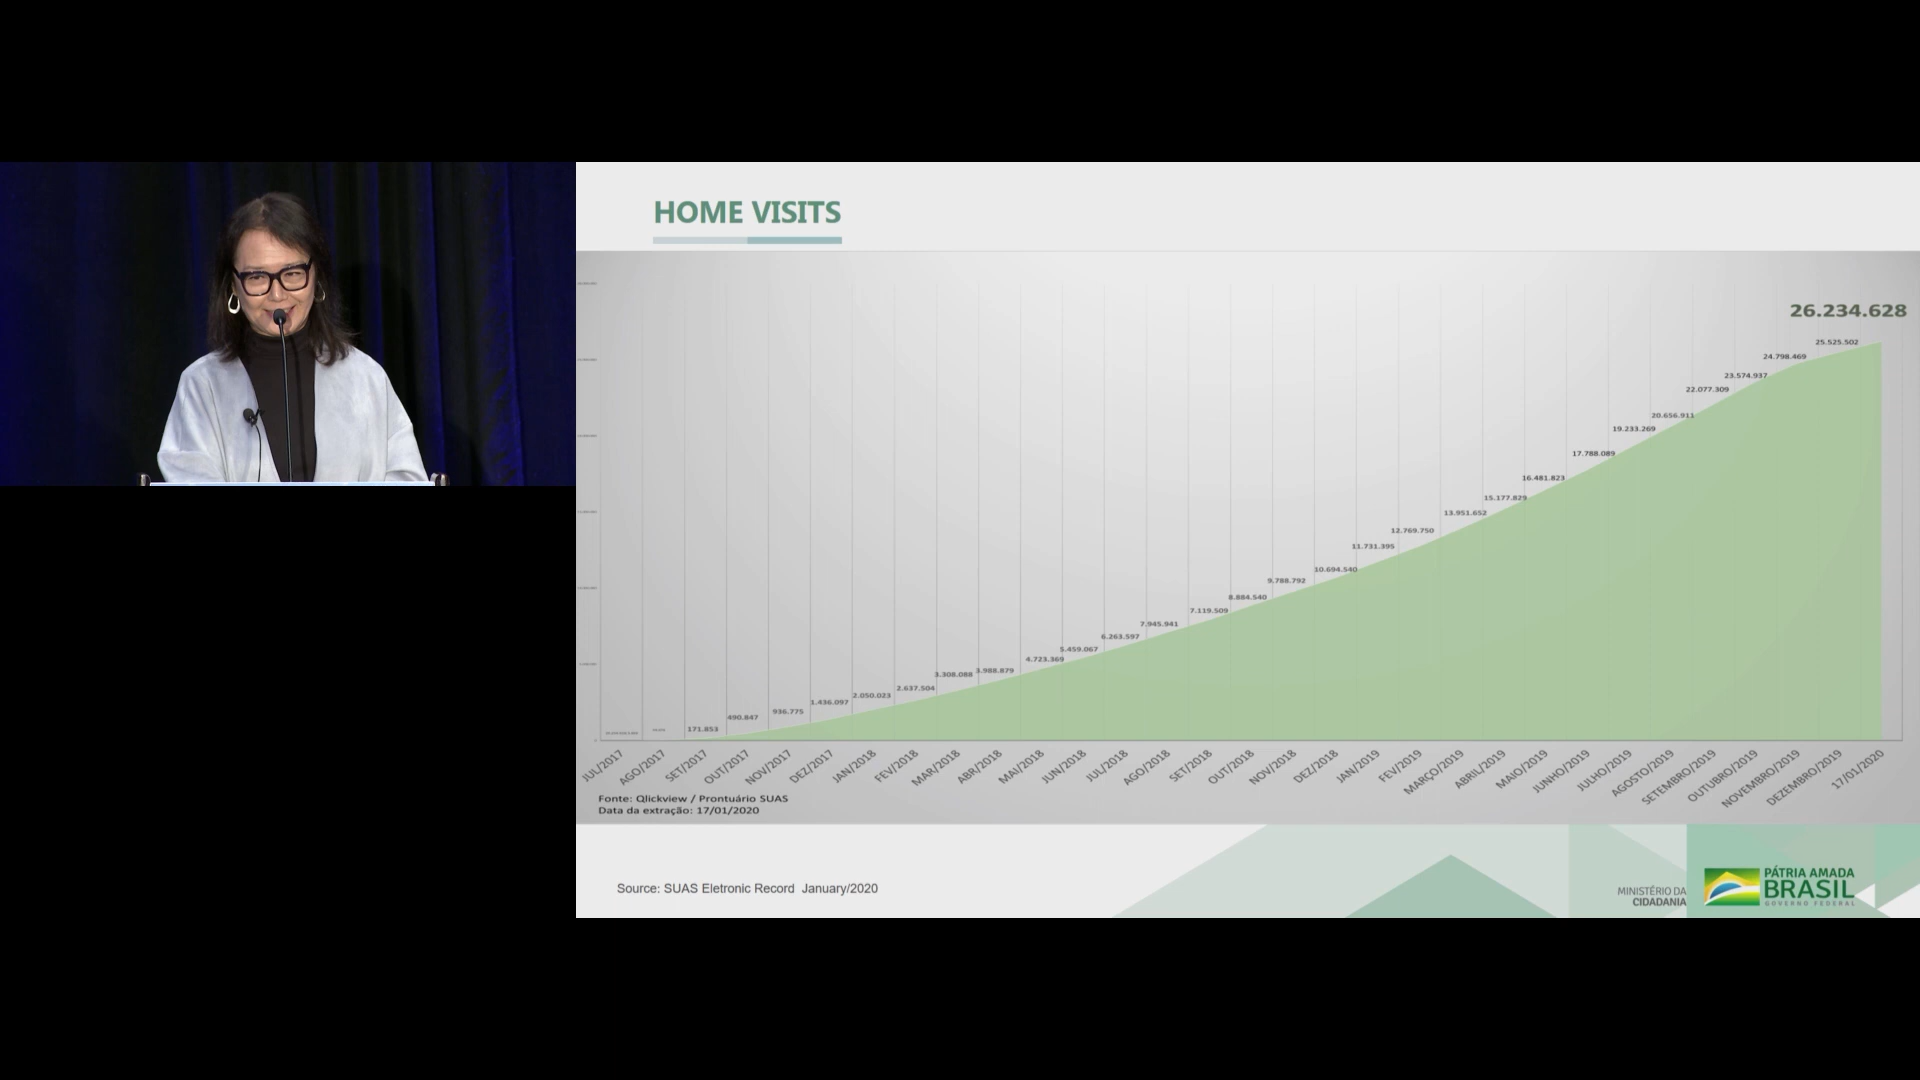 HOME VISITS
26.234.628
25.525.502
24.798.469
23.574.937
22.077.309
20.656.911
19.233.269
17.788.089
16.481.823
15.177.829
13.951.652
12.769.750
11.731.395
10.694.540
9.788.792
8.884.540
7.119.509
7.945.941
6.263.597
5.459.067
4.723.369
3.988.879
3.308.088
2.637.504
2.050.023
1.436.097
936.775
490.847
171.853
JUL/2017
AGO/2017
SET/2017
OUT/2017
NOV/2017
DEZ/2017
JAN/2018
FEV/2018
MAR/2018
ABR/2018
MAI/2018
JUN/2018
JUL/2018
AGO/2018
SET/2018
OUT/2018
NOV/2018
DEZ/2018
JAN/2019
FEV/2019
MARÇO/2019
ABRIL/2019
MAIO/2019
JUNHO/2019
JULHO/2019
AGOSTO/2019
SETEMBRO/2019
OUTUBRO/2019
NOVEMBRO/2019
DEZEMBRO/2019
17/01/2020
Fonte: Qlickview / Prontuário SUAS
Data da extração: 17/01/2020
Source: SUAS Eletronic Record January/2020
MINISTÉRIO DA
CIDADANIA
PÁTRIA AMADA
BRASIL
GOVERNO FEDERAL